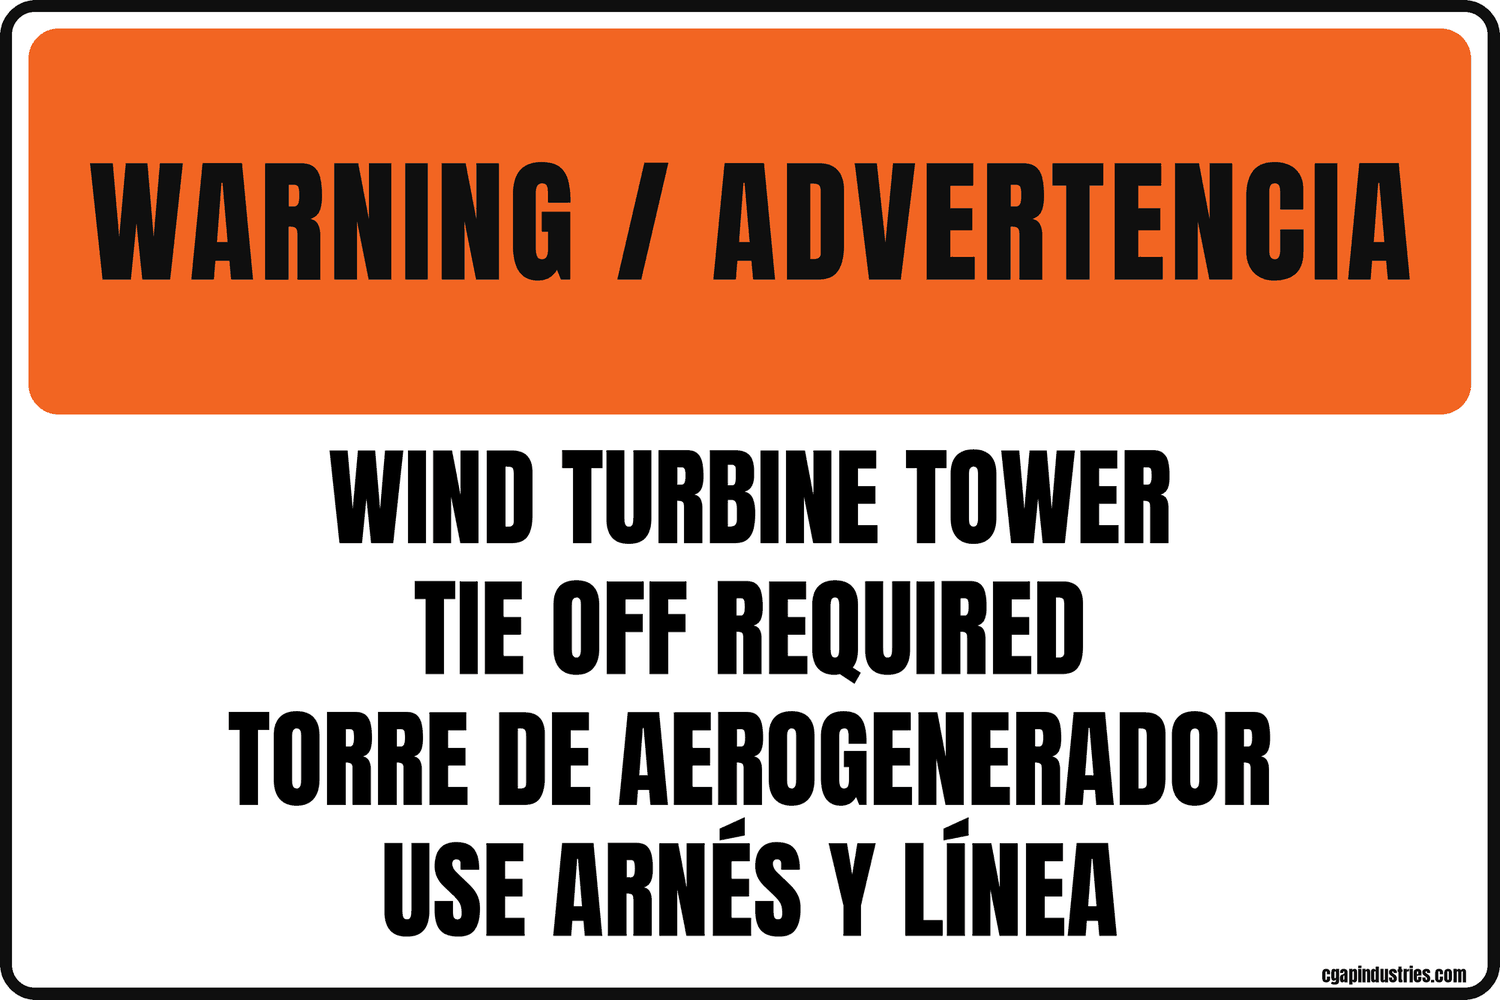 WARNING / ADVERTENCIA
WIND TURBINE TOWER
TIE OFF REQUIRED
TORRE DE AEROGENERADOR
USE ARNÉS Y LÍNEA
cgapindustries.com